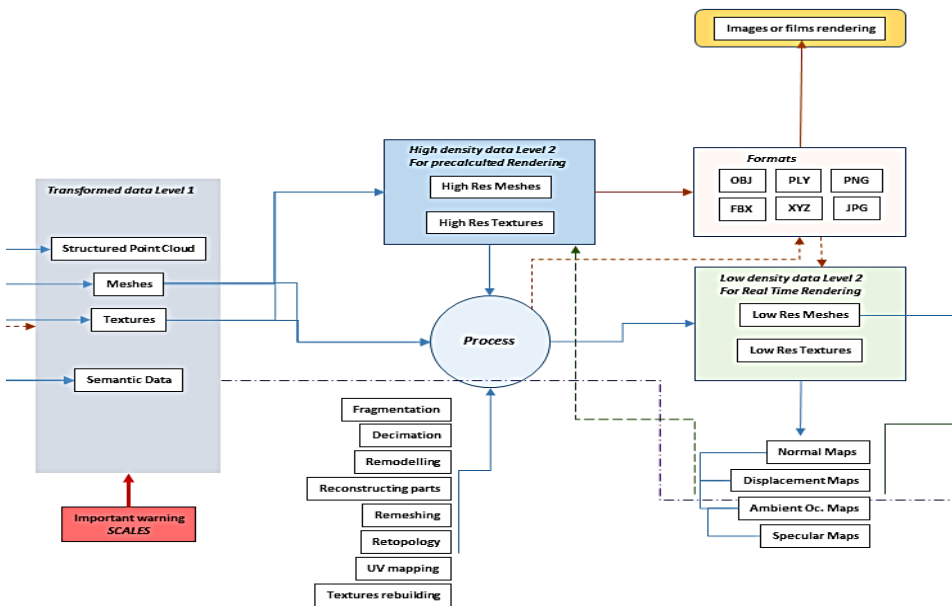 Images or films rendering
High density data Level 2
For precalculted Rendering
High Res Meshes
High Res Textures
Formats
OBJ
PLY
PNG
FBX
XYZ
JPG
Transformed data Level 1
Structured Point Cloud
Meshes
Textures
Semantic Data
Important warning
SCALES
Process
Low density data Level 2
For Real Time Rendering
Low Res Meshes
Low Res Textures
Fragmentation
Decimation
Remodelling
Reconstructing parts
Remeshing
Retopology
UV mapping
Textures rebuilding
Normal Maps
Displacement Maps
Ambient Oc. Maps
Specular Maps